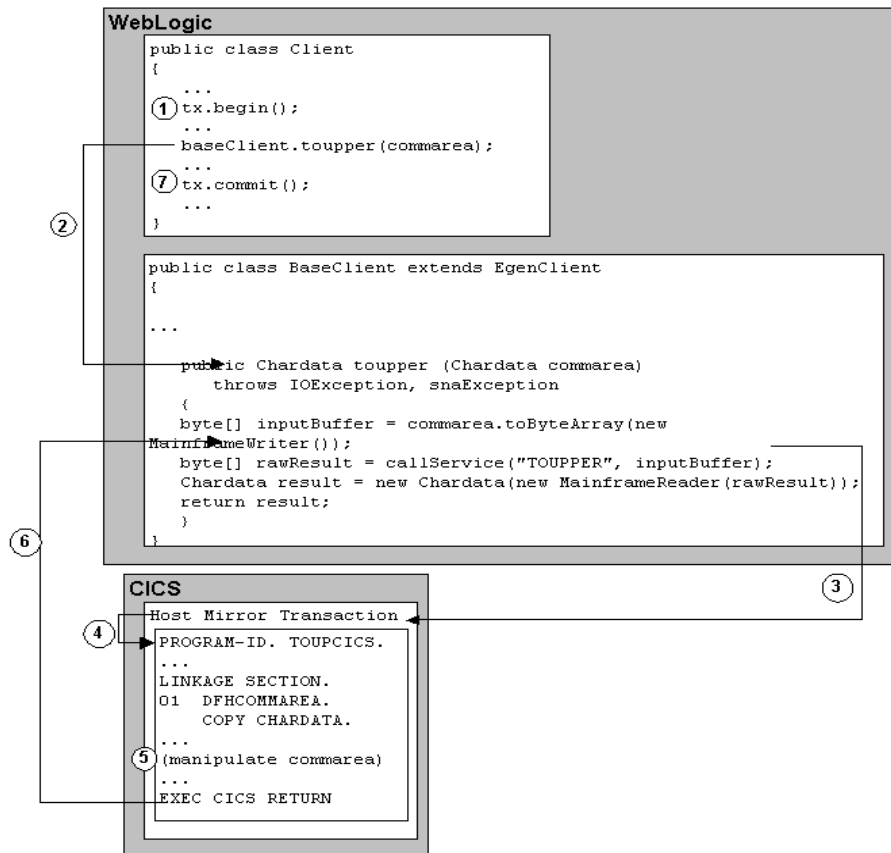 WebLogic
public class Client
{
...
1 tx.begin();
...
baseClient.toupper(commarea);
...
7 tx.commit();
...
}
2
public class BaseClient extends EgenClient
{
...
public Chardata toupper (Chardata commarea)
throws IOException, snaException
{
byte[] inputBuffer = commarea.toByteArray(new
MainframeWriter());
byte[] rawResult = callService("TOUPPER", inputBuffer);
Chardata result = new Chardata(new MainframeReader(rawResult));
return result;
}
}
6
3
CICS
Host Mirror Transaction
4
PROGRAM-ID. TOUPCICS.
...
LINKAGE SECTION.
01 DFHCOMMAREA.
COPY CHARDATA.
...
5 (manipulate commarea)
...
EXEC CICS RETURN